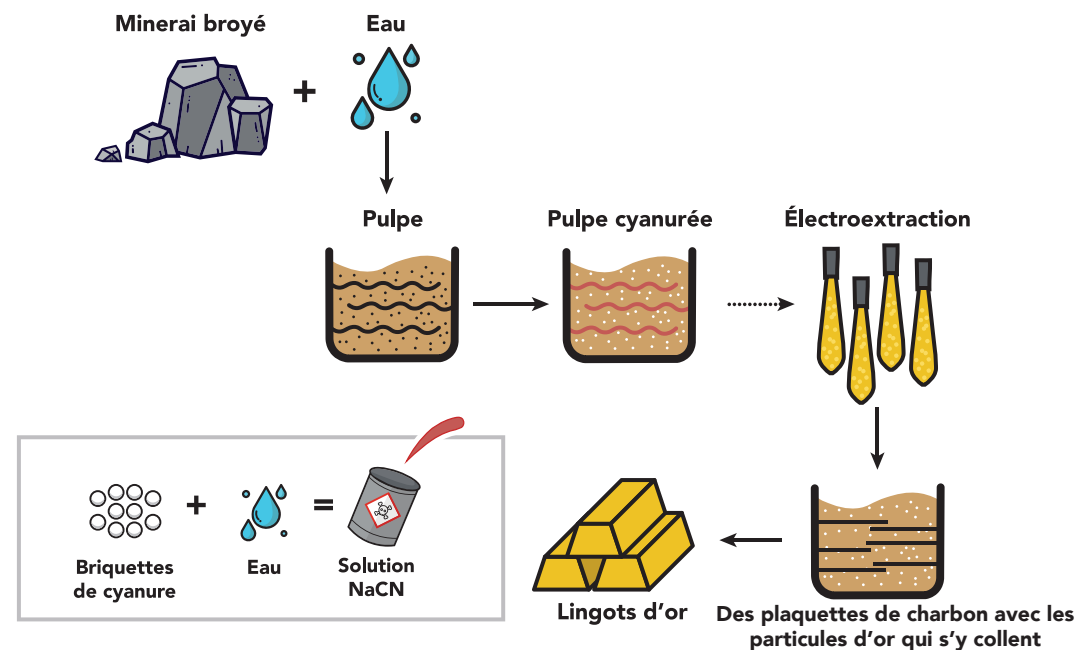 Minerai broyé
+
Eau
Pulpe
Pulpe cyanurée
Électroextraction
+
=
Briquettes
de cyanure
Eau
Solution
NaCN
Lingots d’or
Des plaquettes de charbon avec les
particules d’or qui s’y collent